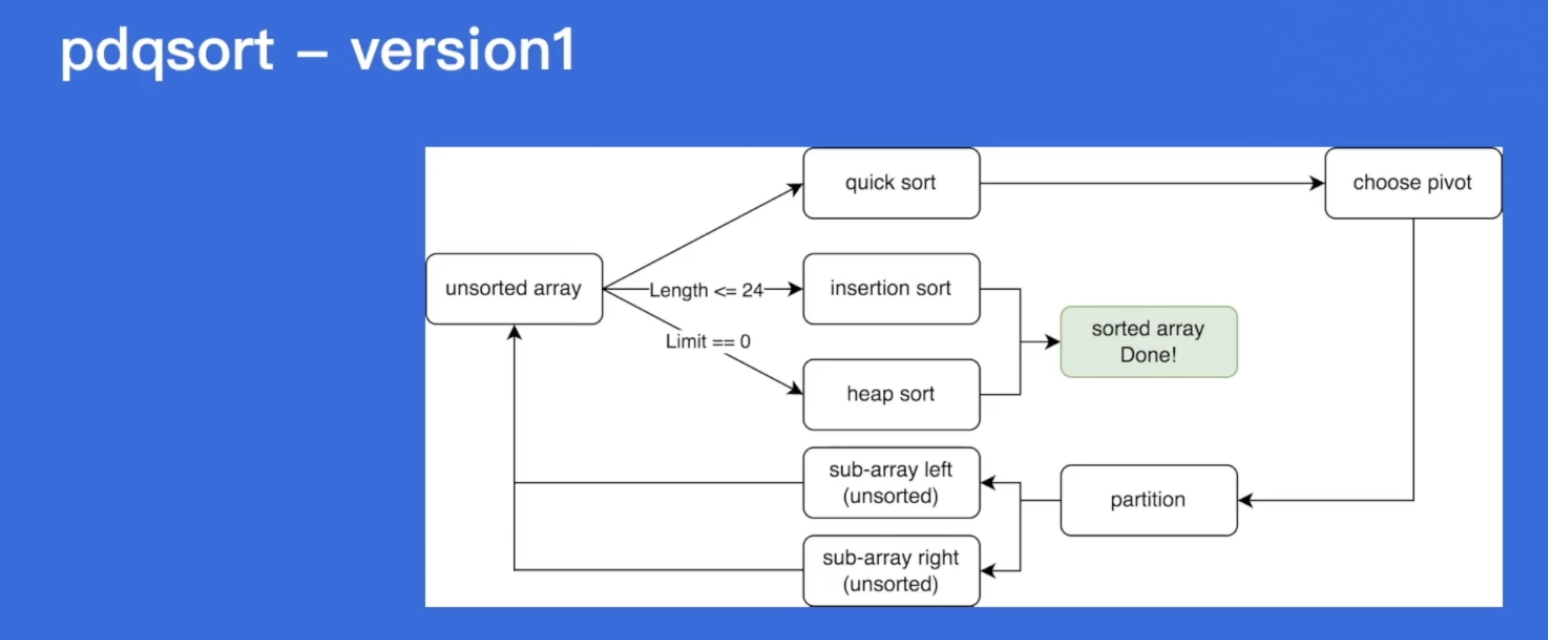 pdqsort – version1
quick sort
choose pivot
unsorted array
Length <= 24
insertion sort
Limit == 0
sorted array
Done!
heap sort
sub-array left
(unsorted)
partition
sub-array right
(unsorted)